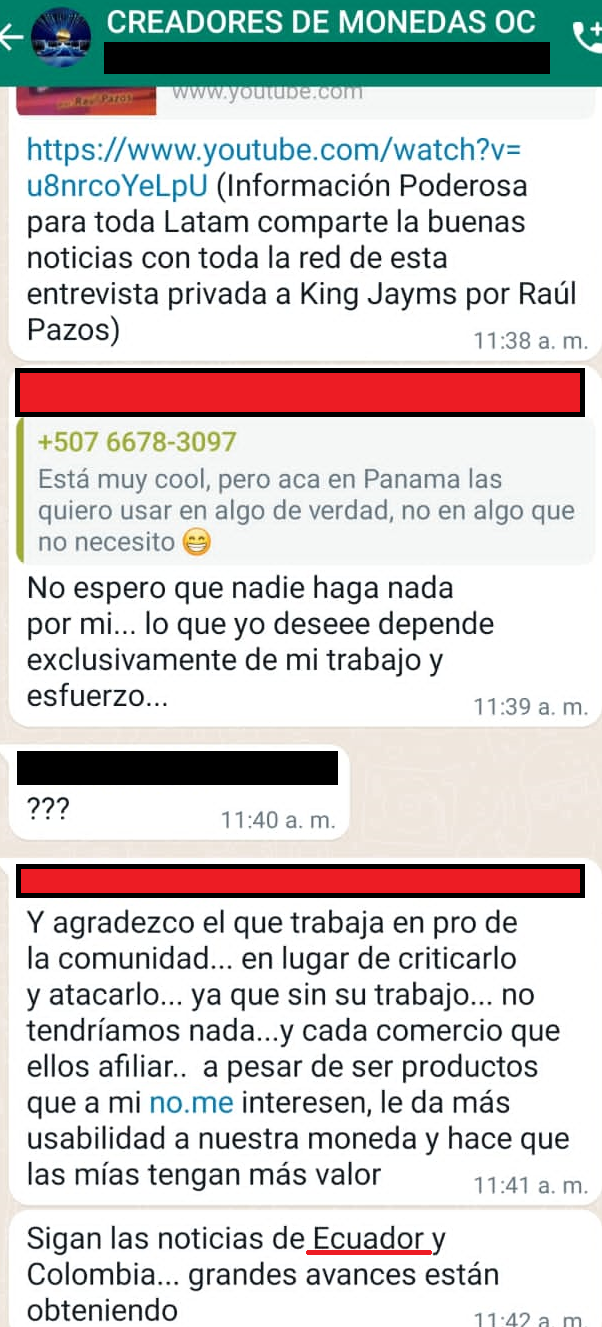 CREADORES DE MONEDAS OC
por Raúl Pazos
www.youtube.com
https://www.youtube.com/watch?v=
u8nrcoYeLpU (Información Poderosa
para toda Latam comparte la buenas
noticias con toda la red de esta
entrevista privada a King Jayms por Raúl
Pazos)
11:38 a. m.
+507 6678-3097
Está muy cool, pero aca en Panama las
quiero usar en algo de verdad, no en algo que
no necesito 😁
No espero que nadie haga nada
por mi... lo que yo deseee depende
exclusivamente de mi trabajo y
esfuerzo...
11:39 a. m.
???
11:40 a. m.
Y agradezco el que trabaja en pro de
la comunidad... en lugar de criticarlo
y atacarlo... ya que sin su trabajo... no
tendríamos nada...y cada comercio que
ellos afiliar..  a pesar de ser productos
que a mi no.me interesen, le da más
usabilidad a nuestra moneda y hace que
las mías tengan más valor
11:41 a. m.
Sigan las noticias de Ecuador y
Colombia... grandes avances están
obteniendo
11:42 a. m.